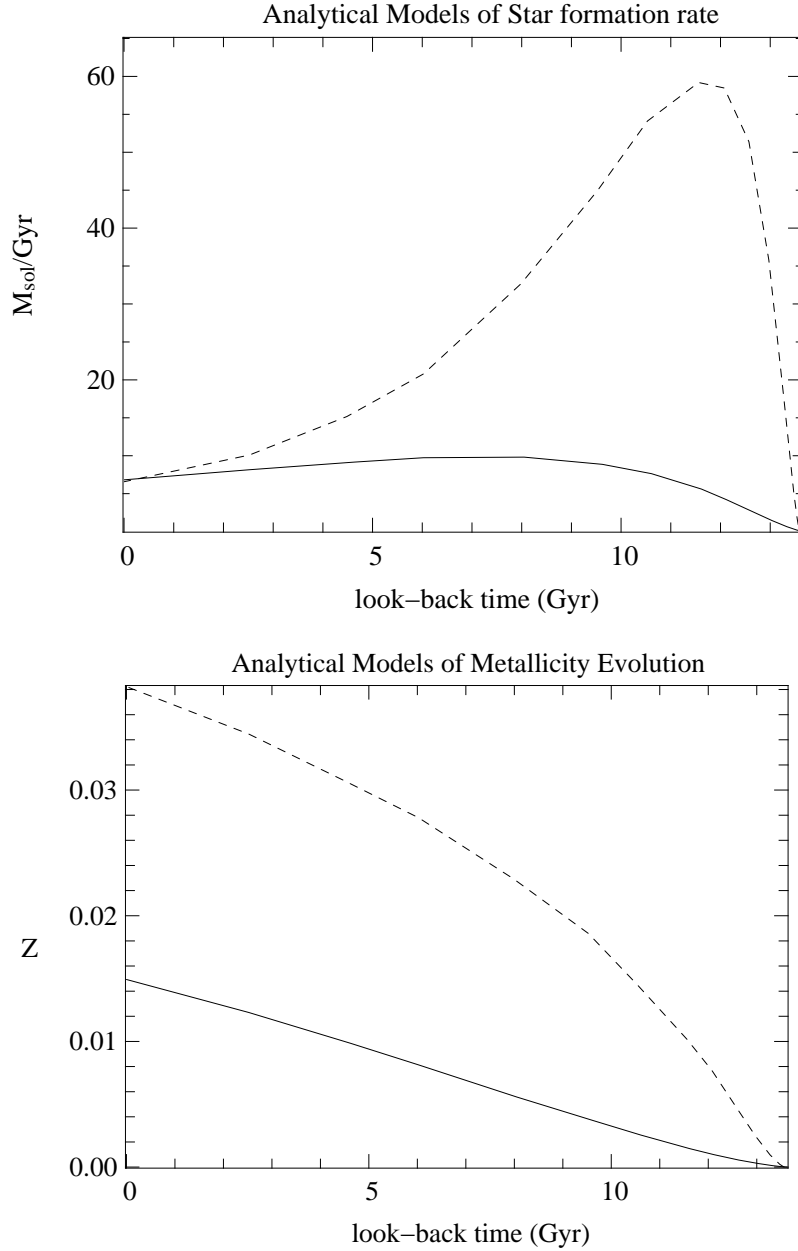 Analytical Models of Star formation rate
60
40
20
M_sol/Gyr
0
5
10
look−back time (Gyr)
Analytical Models of Metallicity Evolution
0.03
0.02
0.01
0.00
Z
0
5
10
look−back time (Gyr)